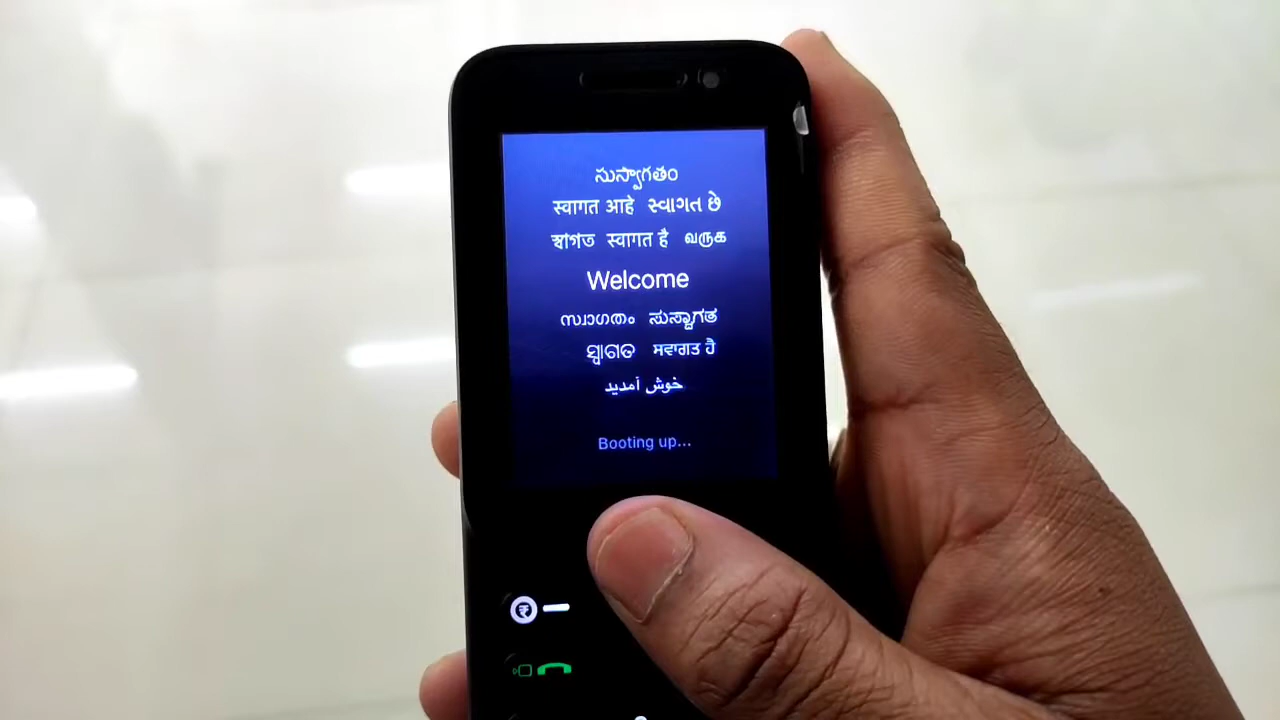 సుస్వాగతం
स्वागत आहे સ્વાગત છે
স্বাগত स्वागत है வருக
Welcome
സ്വാഗതം ಸುಸ್ವಾಗತ
ସ୍ଵାଗତ ਸਵਾਗਤ ਹੈ
خوش آمدید
Booting up...
₹